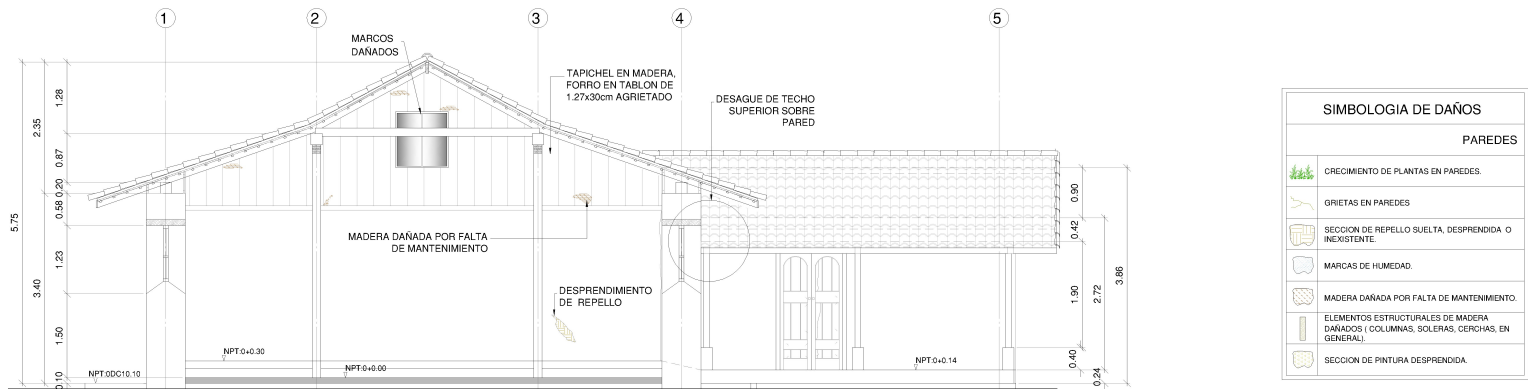 1
2
3
4
5
MARCOS
DAÑADOS
TAPICHEL EN MADERA,
FORRO EN TABLON DE
1.27x30cm AGRIETADO
DESAGUE DE TECHO
SUPERIOR SOBRE
PARED
MADERA DAÑADA POR FALTA
DE MANTENIMIENTO
DESPRENDIMIENTO
DE REPELLO
NPT:0+0.30
NPT:0+0.00
NPT:0DC10.10
NPT:0+0.14
5.75
2.35
3.40
1.28
0.87
0.20
0.58
1.23
1.50
0.10
0.90
0.42
1.90
0.40
0.24
2.72
3.86
SIMBOLOGIA DE DAÑOS
PAREDES
CRECIMIENTO DE PLANTAS EN PAREDES.
GRIETAS EN PAREDES
SECCION DE REPELLO SUELTA, DESPRENDIDA O
INEXISTENTE.
MARCAS DE HUMEDAD.
MADERA DAÑADA POR FALTA DE MANTENIMIENTO.
ELEMENTOS ESTRUCTURALES DE MADERA
DAÑADOS ( COLUMNAS, SOLERAS, CERCHAS, EN
GENERAL).
SECCION DE PINTURA DESPRENDIDA.